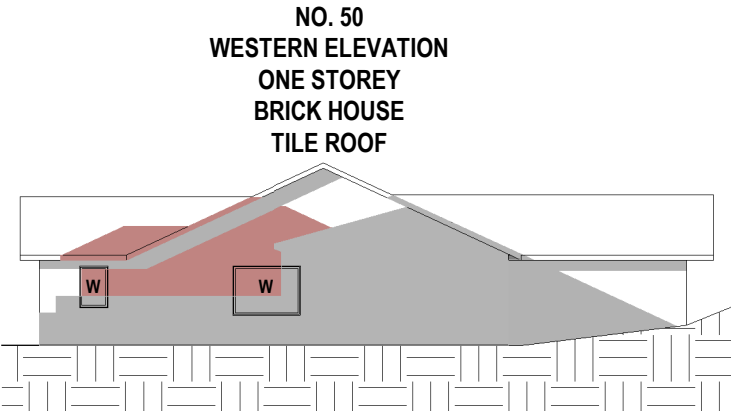 NO. 50
WESTERN ELEVATION
ONE STOREY
BRICK HOUSE
TILE ROOF
W
W